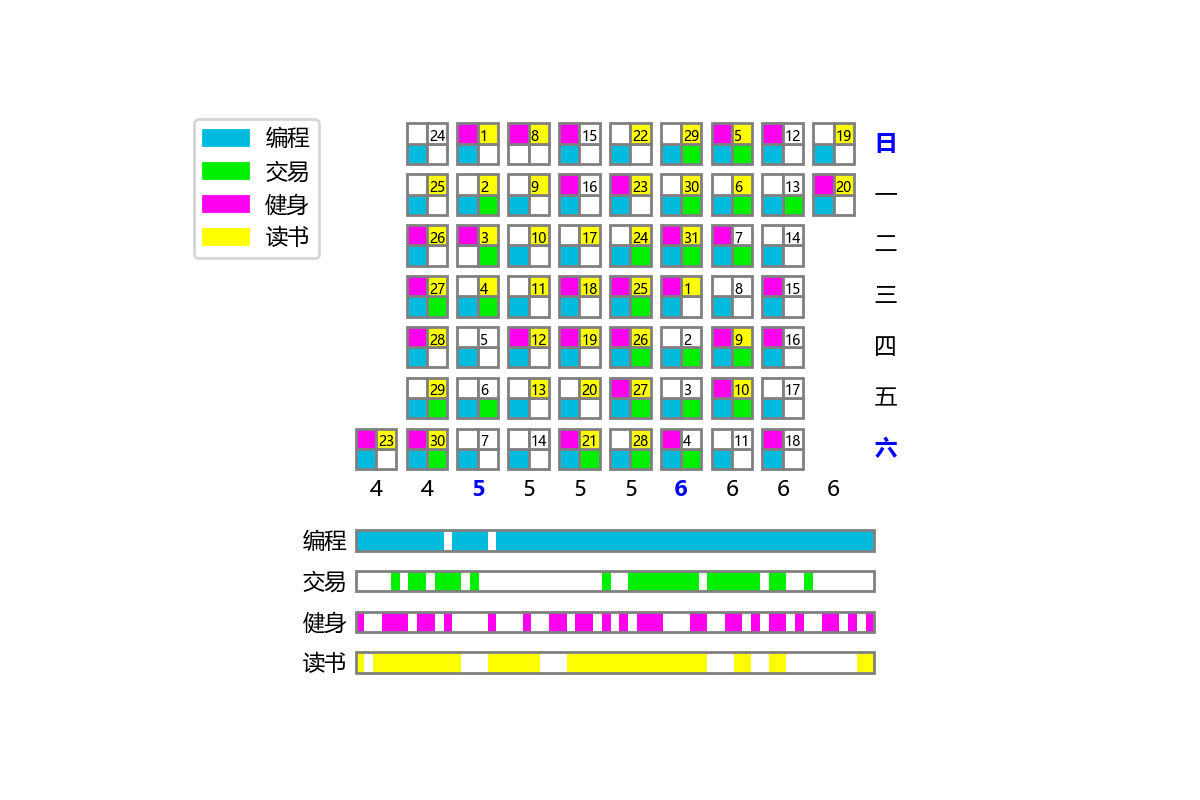 编程
交易
健身
读书
24 1 8 15 22 29 5 12 19 日
25 2 9 16 23 30 6 13 20 一
26 3 10 17 24 31 7 14 二
27 4 11 18 25 1 8 15 三
28 5 12 19 26 2 9 16 四
29 6 13 20 27 3 10 17 五
23 30 7 14 21 28 4 11 18 六
4 4 5 5 5 5 6 6 6 6
编程
交易
健身
读书